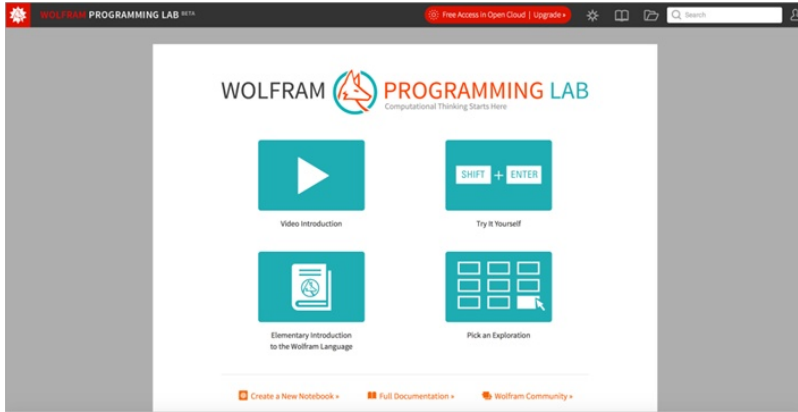 WOLFRAM PROGRAMMING LAB BETA
Free Access in Open Cloud | Upgrade »
Search
WOLFRAM PROGRAMMING LAB
Computational Thinking Starts Here
SHIFT + ENTER
Video Introduction
Try It Yourself
Elementary Introduction
to the Wolfram Language
Pick an Exploration
Create a New Notebook »
Full Documentation »
Wolfram Community »